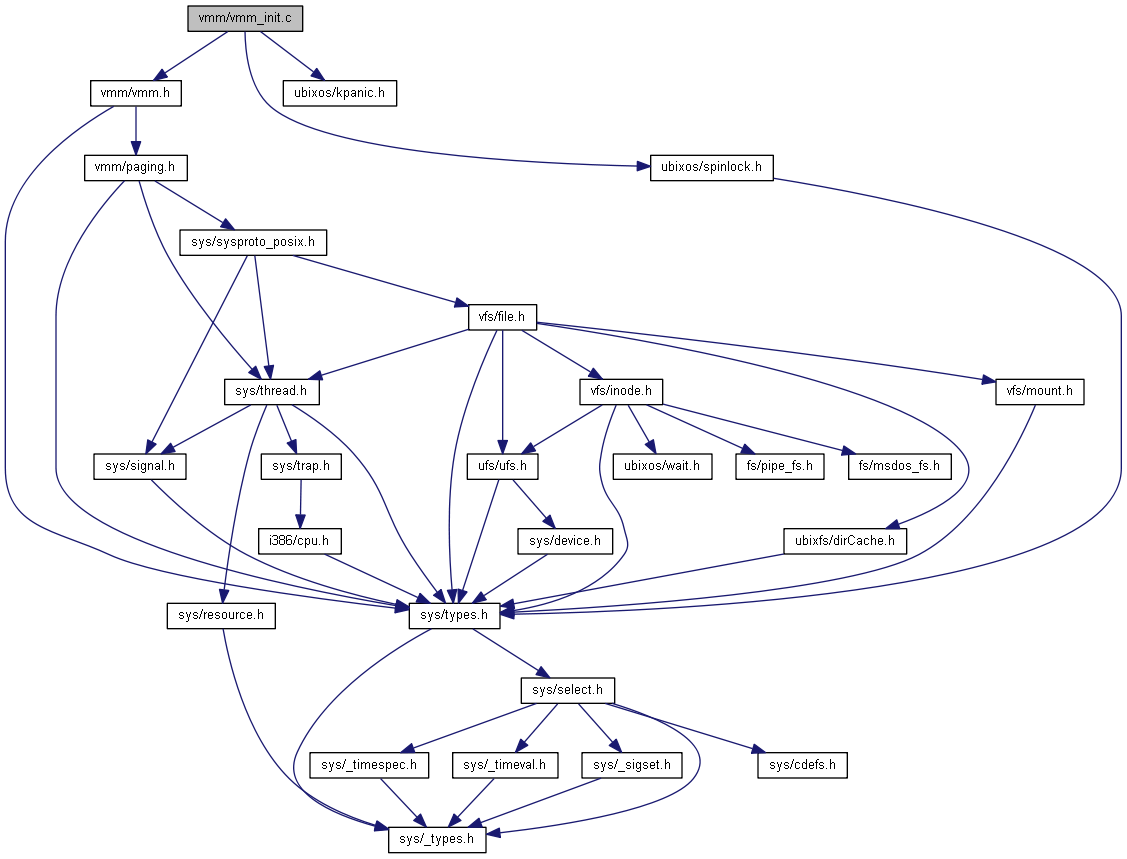 vmm/vmm_init.c
vmm/vmm.h
ubixos/kpanic.h
vmm/paging.h
ubixos/spinlock.h
sys/sysproto_posix.h
vfs/file.h
sys/thread.h
vfs/inode.h
vfs/mount.h
sys/signal.h
sys/trap.h
ufs/ufs.h
ubixos/wait.h
fs/pipe_fs.h
fs/msdos_fs.h
i386/cpu.h
sys/device.h
ubixfs/dirCache.h
sys/resource.h
sys/types.h
sys/select.h
sys/_timespec.h
sys/_timeval.h
sys/_sigset.h
sys/cdefs.h
sys/_types.h